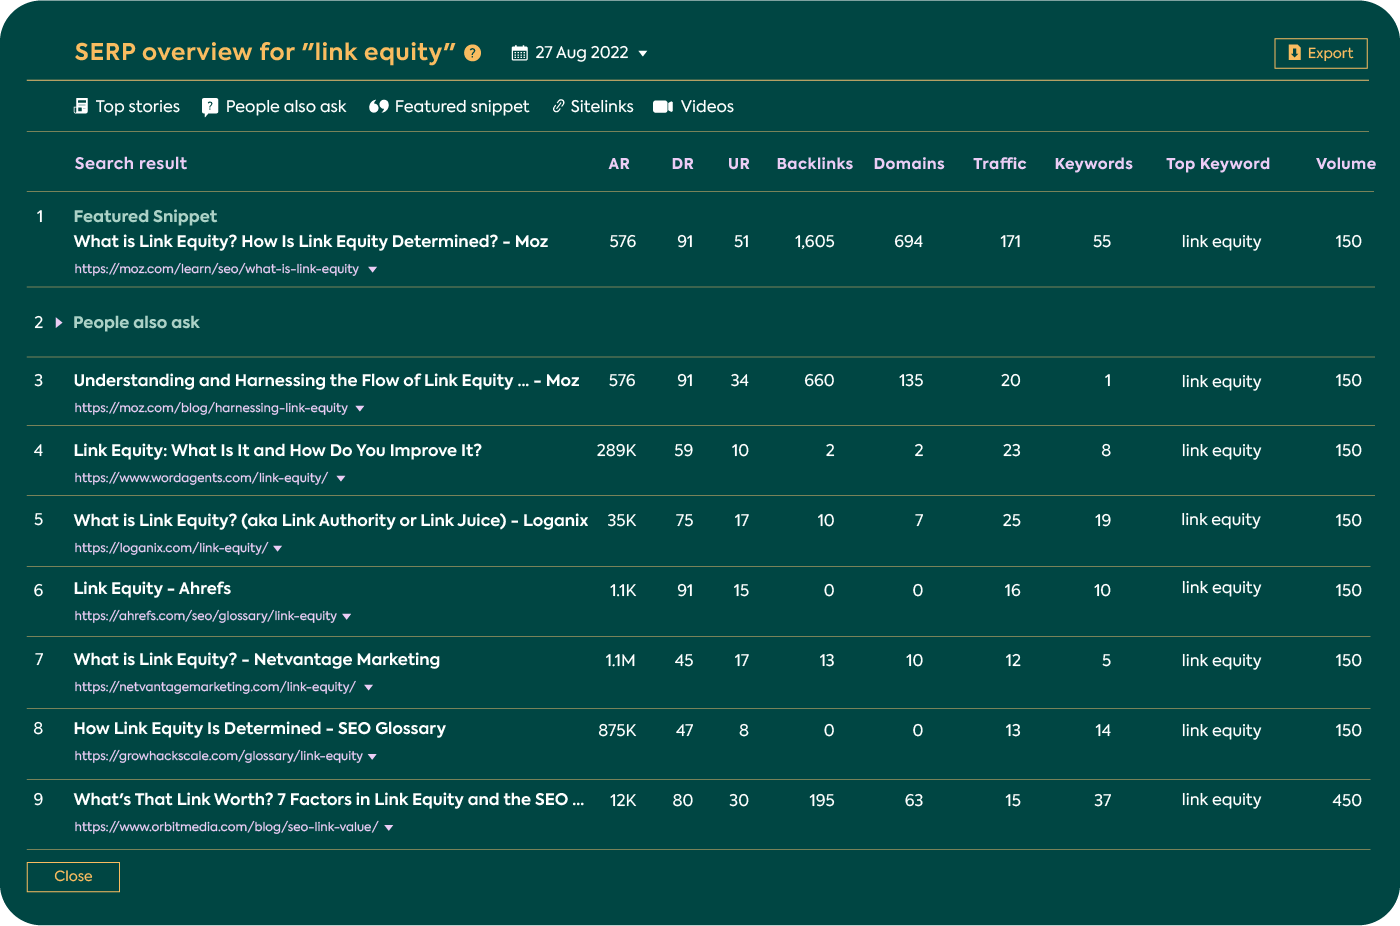 SERP overview for "link equity" ? 27 Aug 2022 Export
Top stories ? People also ask Featured snippet Sitelinks Videos
Search result AR DR UR Backlinks Domains Traffic Keywords Top Keyword Volume
1 Featured Snippet
What is Link Equity? How Is Link Equity Determined? - Moz 576 91 51 1,605 694 171 55 link equity 150
https://moz.com/learn/seo/what-is-link-equity
2 People also ask
3 Understanding and Harnessing the Flow of Link Equity ... - Moz 576 91 34 660 135 20 1 link equity 150
https://moz.com/blog/harnessing-link-equity
4 Link Equity: What Is It and How Do You Improve It? 289K 59 10 2 2 23 8 link equity 150
https://www.wordagents.com/link-equity/
5 What is Link Equity? (aka Link Authority or Link Juice) - Loganix 35K 75 17 10 7 25 19 link equity 150
https://loganix.com/link-equity/
6 Link Equity - Ahrefs 1.1K 91 15 0 0 16 10 link equity 150
https://ahrefs.com/seo/glossary/link-equity
7 What is Link Equity? - Netvantage Marketing 1.1M 45 17 13 10 12 5 link equity 150
https://netvantagemarketing.com/link-equity/
8 How Link Equity Is Determined - SEO Glossary 875K 47 8 0 0 13 14 link equity 150
https://growhackscale.com/glossary/link-equity
9 What's That Link Worth? 7 Factors in Link Equity and the SEO ... 12K 80 30 195 63 15 37 link equity 450
https://www.orbitmedia.com/blog/seo-link-value/
Close